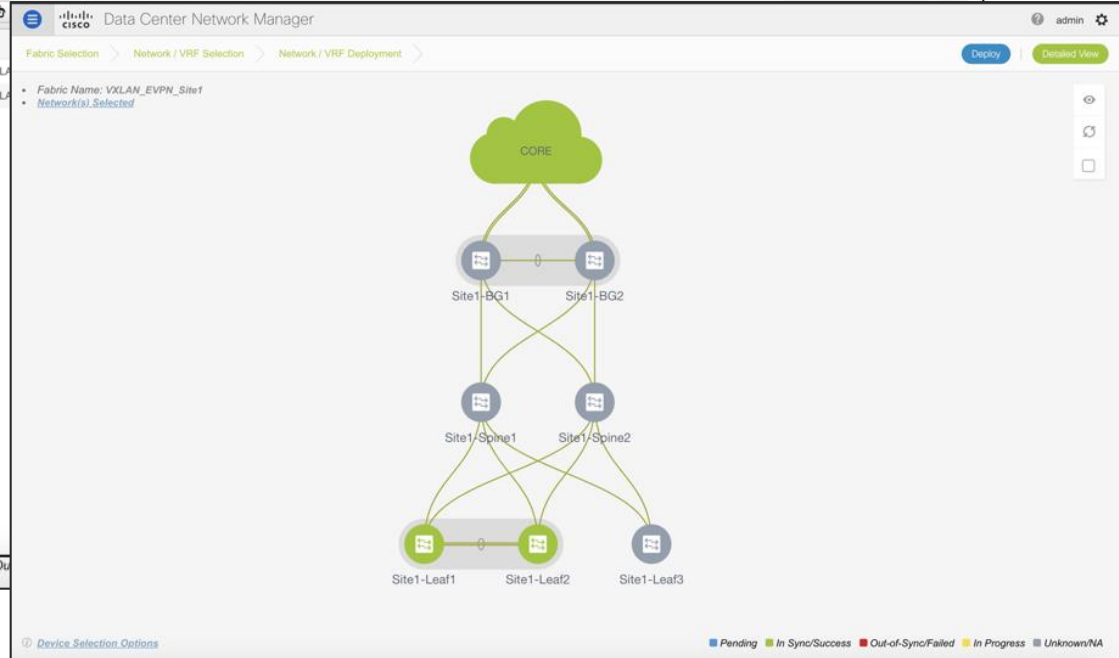 CISCO Data Center Network Manager
admin
Fabric Selection
Network / VRF Selection
Network / VRF Deployment
Deploy
Detailed View
Fabric Name: VXLAN_EVPN_Site1
Network(s) Selected
CORE
Site1-BG1
Site1-BG2
Site1-Spine1
Site1-Spine2
Site1-Leaf1
Site1-Leaf2
Site1-Leaf3
Device Selection Options
Pending
In Sync/Success
Out-of-Sync/Failed
In Progress
Unknown/NA